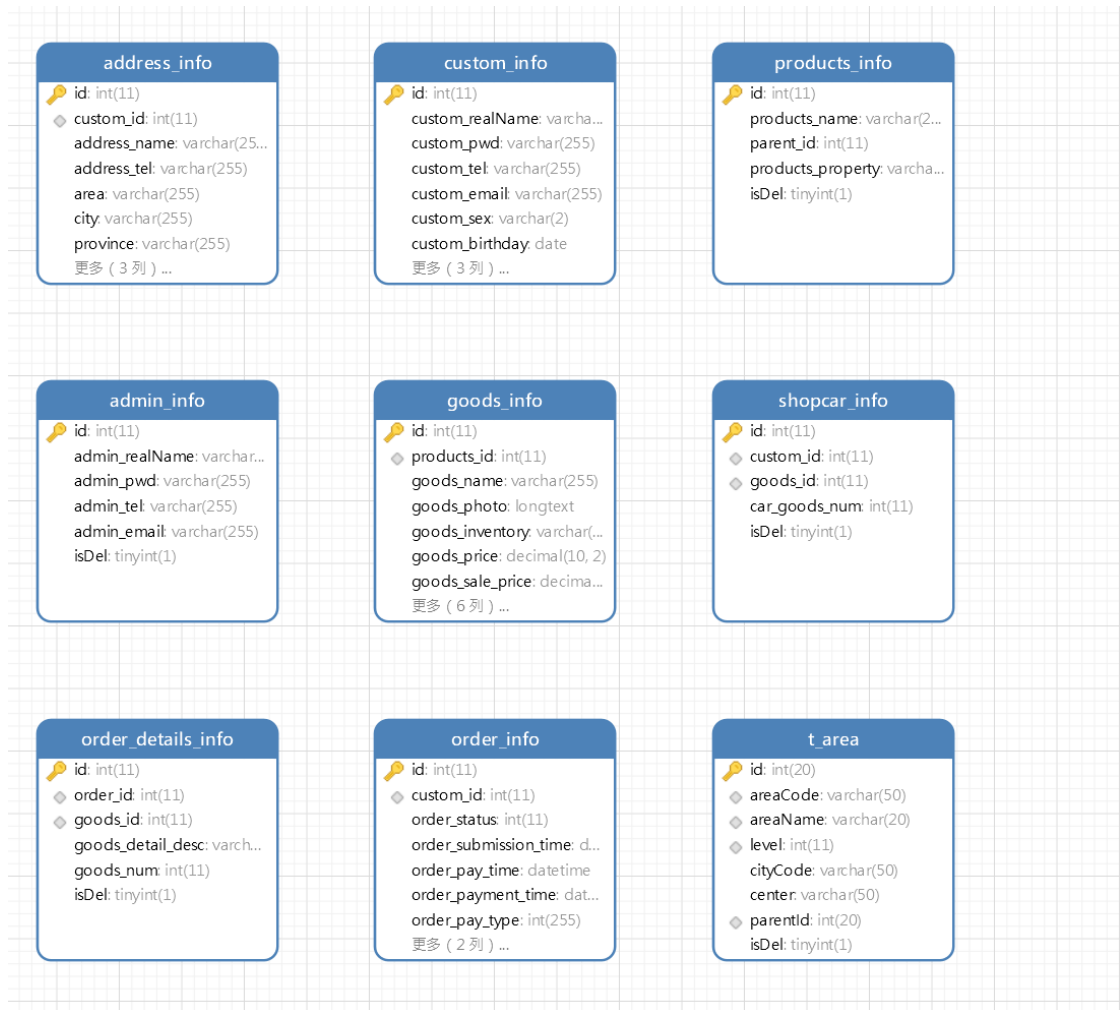 address_info
id: int(11)
custom_id: int(11)
address_name: varchar(25...
address_tel: varchar(255)
area: varchar(255)
city: varchar(255)
province: varchar(255)
更多（3 列）...
custom_info
id: int(11)
custom_realName: varcha...
custom_pwd: varchar(255)
custom_tel: varchar(255)
custom_email: varchar(255)
custom_sex: varchar(2)
custom_birthday: date
更多（3 列）...
products_info
id: int(11)
products_name: varchar(2...
parent_id: int(11)
products_property: varcha...
isDel: tinyint(1)
admin_info
id: int(11)
admin_realName: varchar...
admin_pwd: varchar(255)
admin_tel: varchar(255)
admin_email: varchar(255)
isDel: tinyint(1)
goods_info
id: int(11)
products_id: int(11)
goods_name: varchar(255)
goods_photo: longtext
goods_inventory: varchar(...
goods_price: decimal(10, 2)
goods_sale_price: decima...
更多（6 列）...
shopcar_info
id: int(11)
custom_id: int(11)
goods_id: int(11)
car_goods_num: int(11)
isDel: tinyint(1)
order_details_info
id: int(11)
order_id: int(11)
goods_id: int(11)
goods_detail_desc: varch...
goods_num: int(11)
isDel: tinyint(1)
order_info
id: int(11)
custom_id: int(11)
order_status: int(11)
order_submission_time: d...
order_pay_time: datetime
order_payment_time: dat...
order_pay_type: int(255)
更多（2 列）...
t_area
id: int(20)
areaCode: varchar(50)
areaName: varchar(20)
level: int(11)
cityCode: varchar(50)
center: varchar(50)
parentId: int(20)
isDel: tinyint(1)